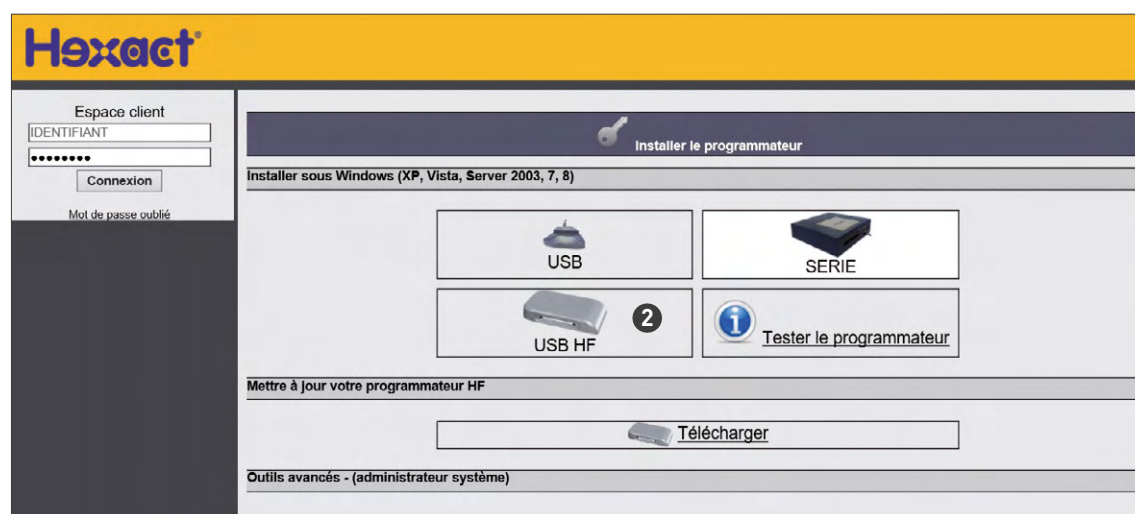 Hexact®
Espace client
IDENTIFIANT
••••••••
Connexion
Mot de passe oublié
Installer le programmateur
Installer sous Windows (XP, Vista, Server 2003, 7, 8)
USB
SERIE
USB HF
2
Tester le programmateur
Mettre à jour votre programmateur HF
Télécharger
Outils avancés - (administrateur système)